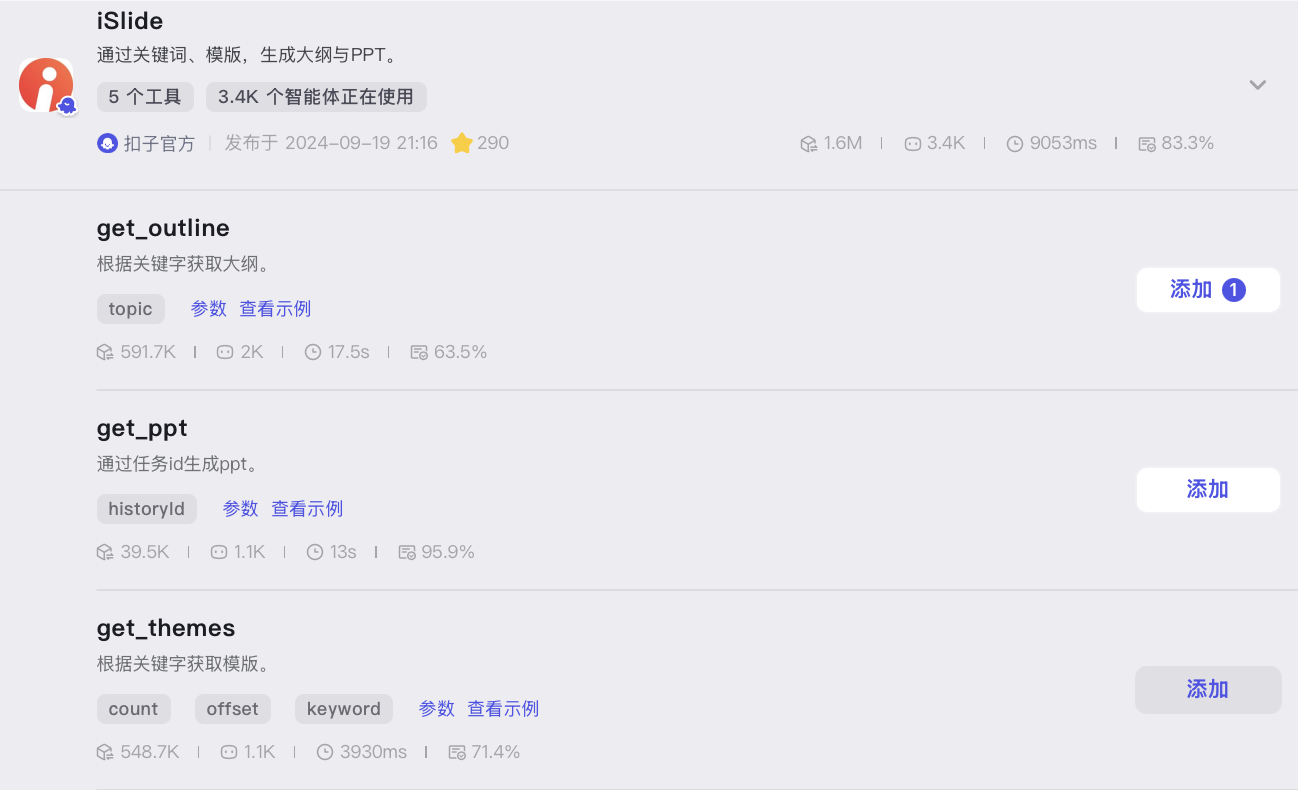 iSlide
通过关键词、模版，生成大纲与PPT。
5 个工具 3.4K 个智能体正在使用
扣子官方 发布于 2024-09-19 21:16 290 1.6M 3.4K 9053ms 83.3%
get_outline
根据关键字获取大纲。
添加 1
topic 参数 查看示例
591.7K 2K 17.5s 63.5%
get_ppt
通过任务id生成ppt。
添加
historyId 参数 查看示例
39.5K 1.1K 13s 95.9%
get_themes
根据关键字获取模版。
添加
count offset keyword 参数 查看示例
548.7K 1.1K 3930ms 71.4%